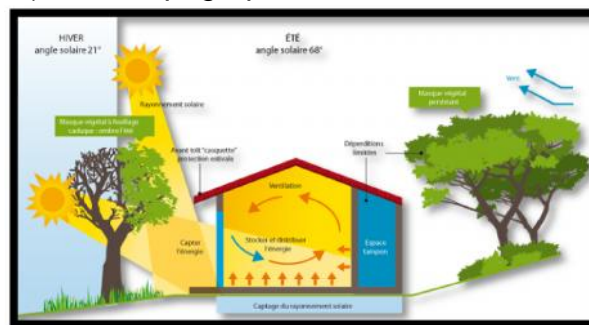 HIVER
angle solaire 21°
ÉTÉ
angle solaire 68°
Rayonnement solaire
Masque végétal à feuillage
caduque : ombre l'été
Avant toit "casquette"
protection estivale
Ventilation
Déperditions
limitées
Masque végétal
persistant
Vent
Capter
l'énergie
Stocker et distribuer
l'énergie
Espace
tampon
Captage du rayonnement solaire